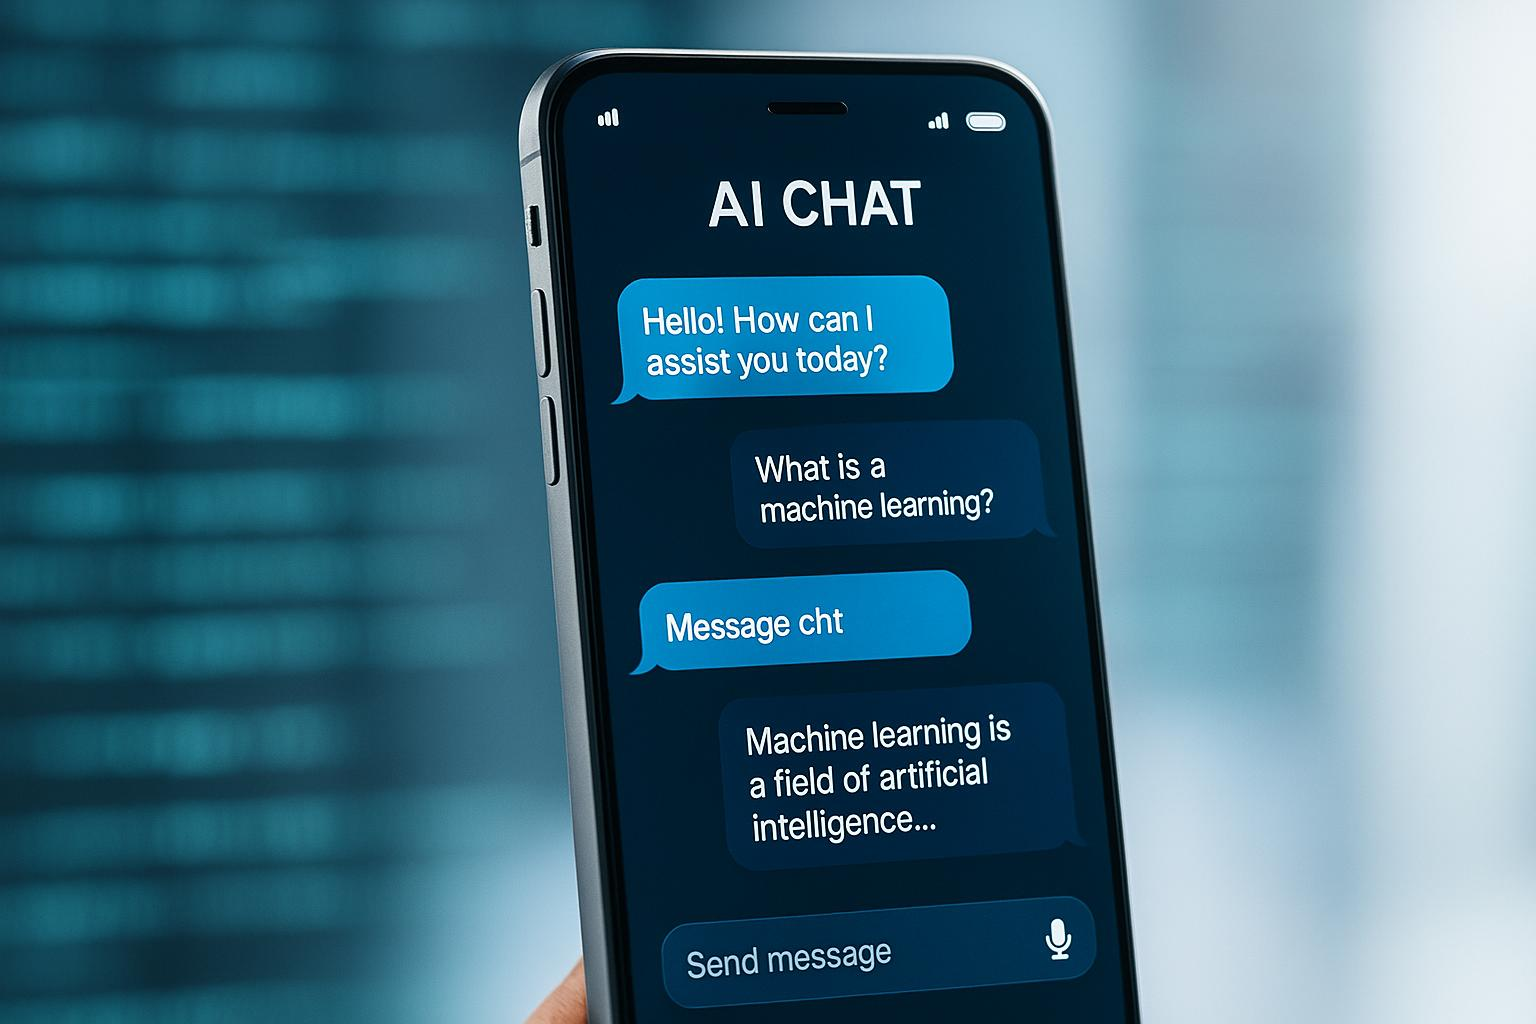 AI CHAT
Hello! How can I
assist you today?
What is a
machine learning?
Message cht
Machine learning is
a field of artificial
intelligence...
Send message